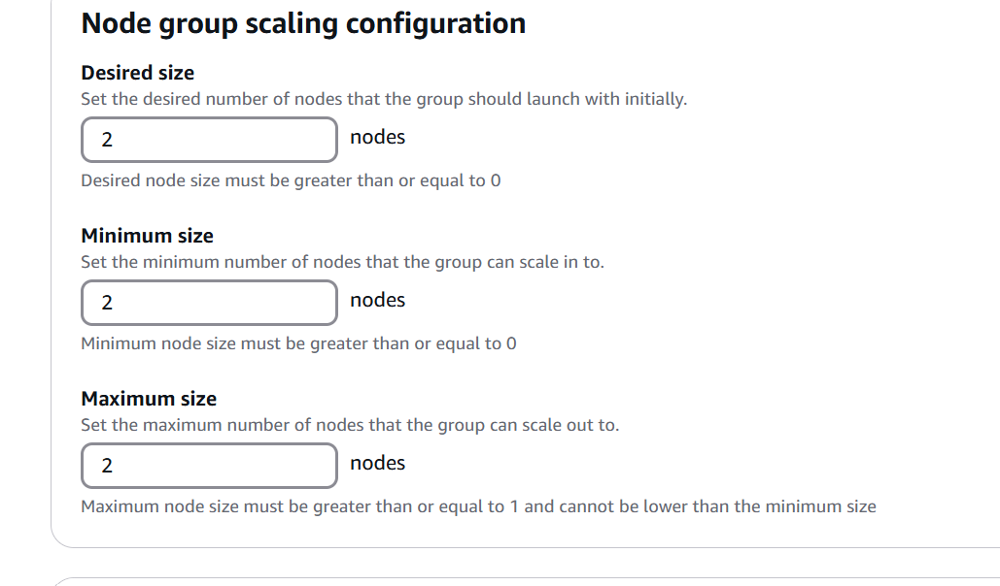 Node group scaling configuration
Desired size
Set the desired number of nodes that the group should launch with initially.
2 nodes
Desired node size must be greater than or equal to 0
Minimum size
Set the minimum number of nodes that the group can scale in to.
2 nodes
Minimum node size must be greater than or equal to 0
Maximum size
Set the maximum number of nodes that the group can scale out to.
2 nodes
Maximum node size must be greater than or equal to 1 and cannot be lower than the minimum size